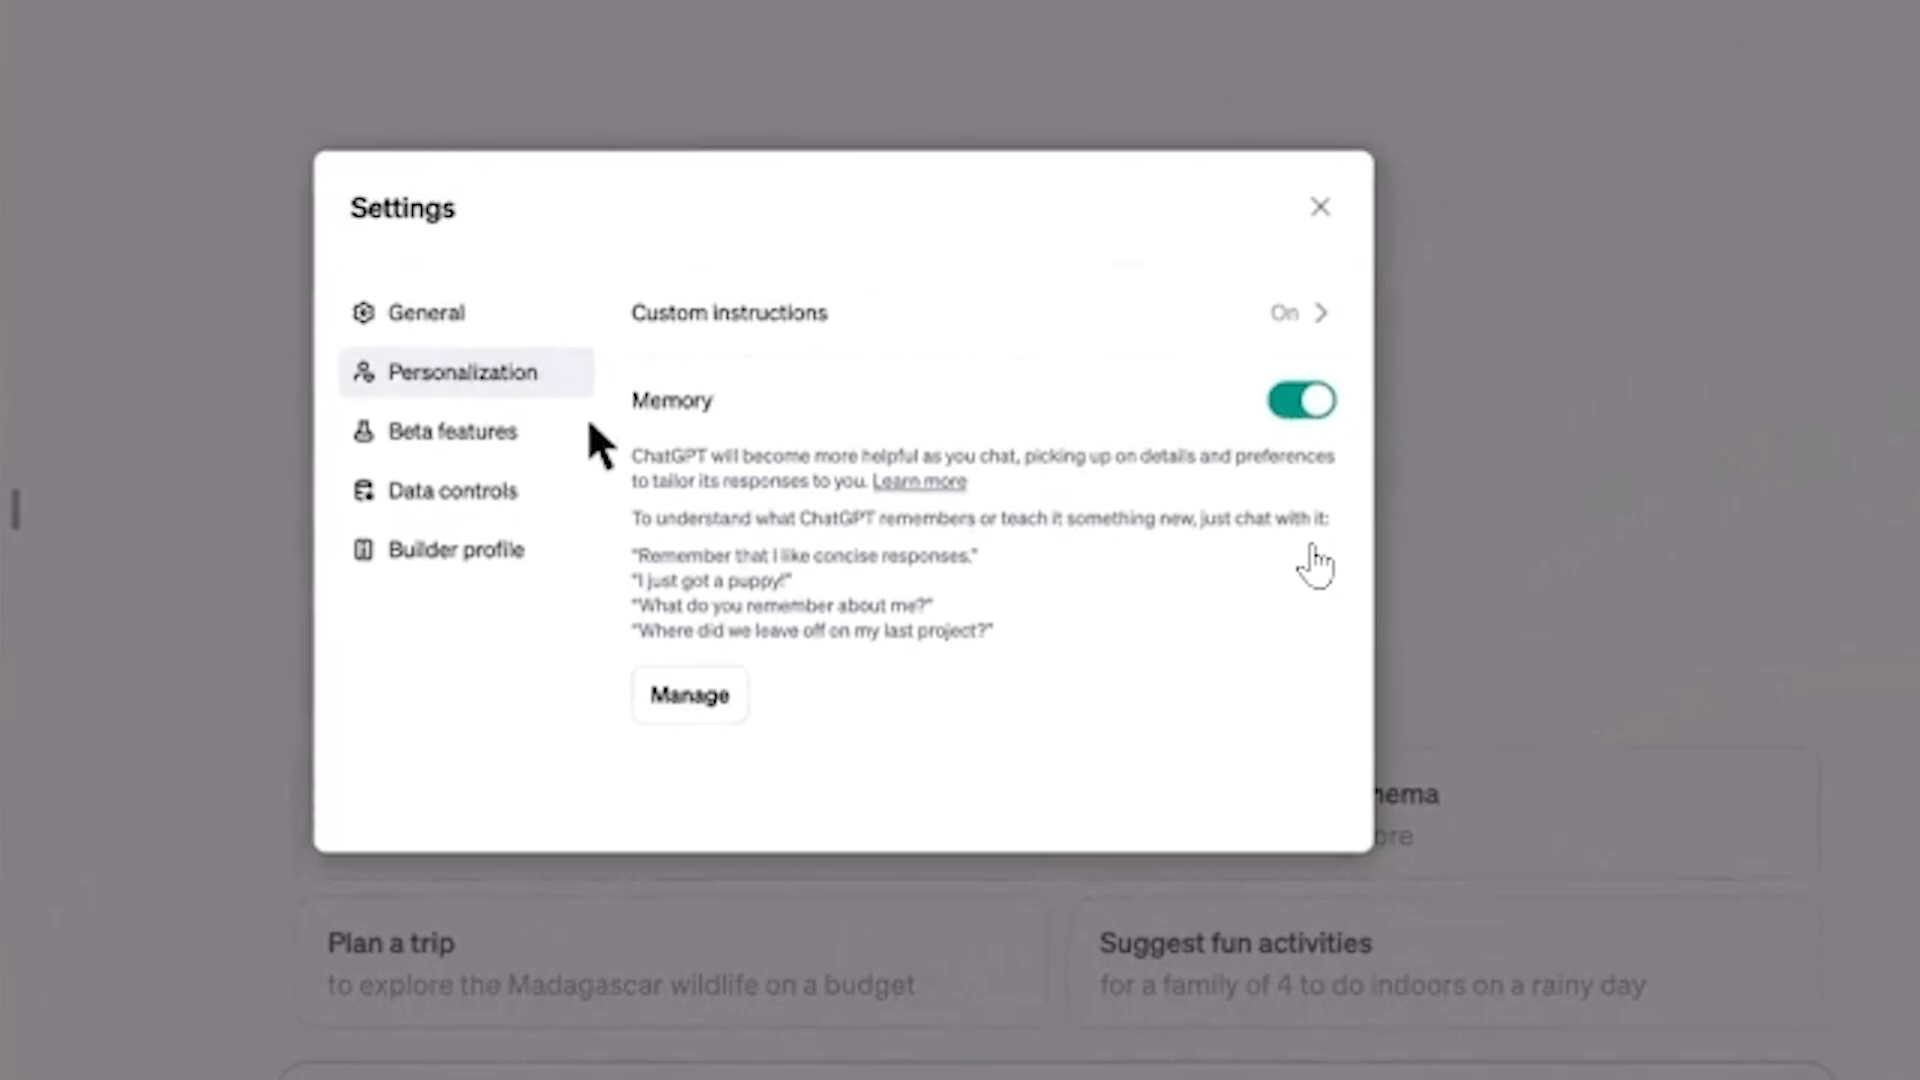 Settings
General
Personalization
Beta features
Data controls
Builder profile
Custom instructions
On
Memory
ChatGPT will become more helpful as you chat, picking up on details and preferences
to tailor its responses to you. Learn more
To understand what ChatGPT remembers or teach it something new, just chat with it:
"Remember that I like concise responses."
"I just got a puppy!"
"What do you remember about me?"
"Where did we leave off on my last project?"
Manage
Plan a trip
to explore the Madagascar wildlife on a budget
Suggest fun activities
for a family of 4 to do indoors on a rainy day